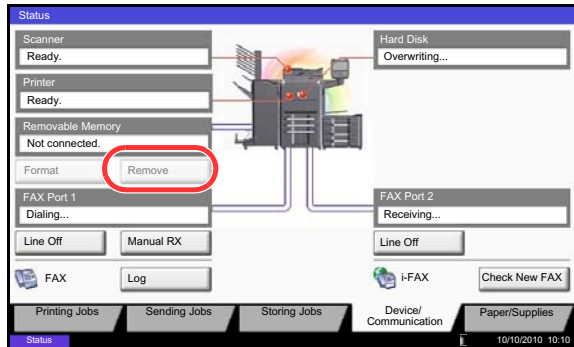 Status
Scanner
Ready.
Hard Disk
Overwriting...
Printer
Ready.
Removable Memory
Not connected.
Format
Remove
FAX Port 1
Dialing...
FAX Port 2
Receiving...
Line Off
Manual RX
Line Off
FAX
Log
i-FAX
Check New FAX
Printing Jobs
Sending Jobs
Storing Jobs
Device/
Communication
Paper/Supplies
Status
10/10/2010 10:10